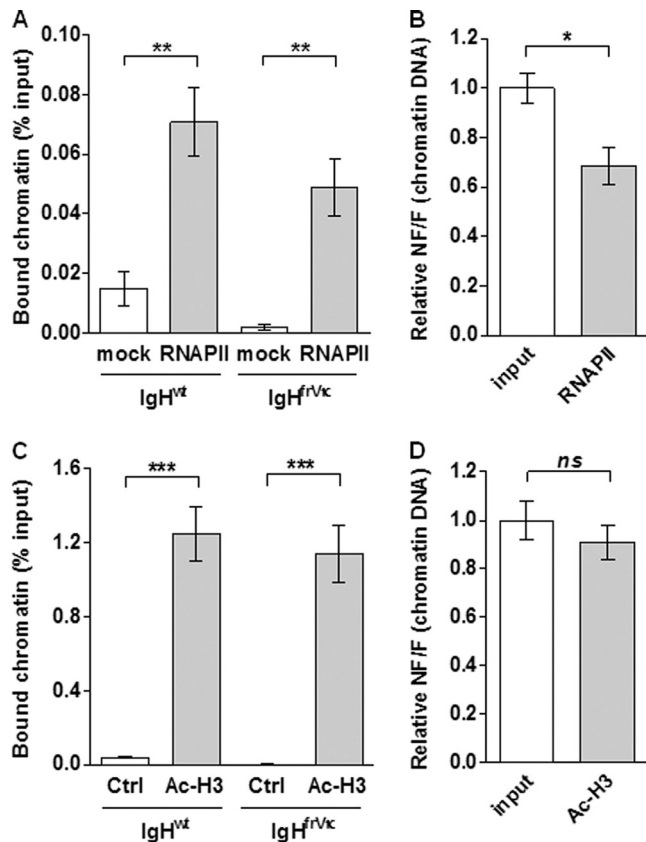 A
Bound chromatin (% input)
0.10
0.08
0.06
0.04
0.02
0.00
**
**
mock RNAPII mock RNAPII
IgHwt IgHfrVκ
B
Relative NF/F (chromatin DNA)
1.2
1.0
0.8
0.6
0.4
0.2
0.0
*
input RNAPII
C
Bound chromatin (% input)
1.6
1.2
0.8
0.4
0.0
***
***
Ctrl Ac-H3 Ctrl Ac-H3
IgHwt IgHfrVκ
D
Relative NF/F (chromatin DNA)
1.2
1.0
0.8
0.6
0.4
0.2
0.0
ns
input Ac-H3